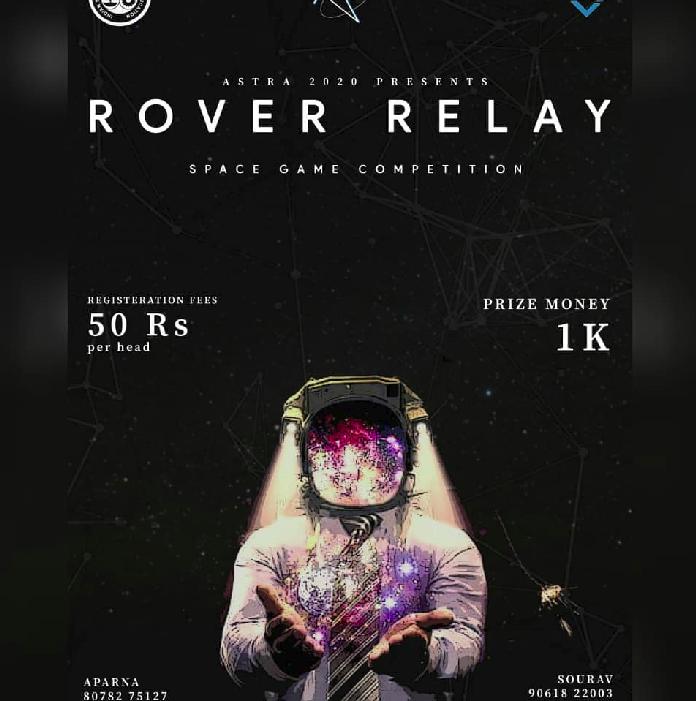 ASTRA 2020 PRESENTS
ROVER RELAY
SPACE GAME COMPETITION
REGISTERATION FEES
50 Rs
per head
PRIZE MONEY
1K
APARNA
80782 75127
SOURAV
90618 22003